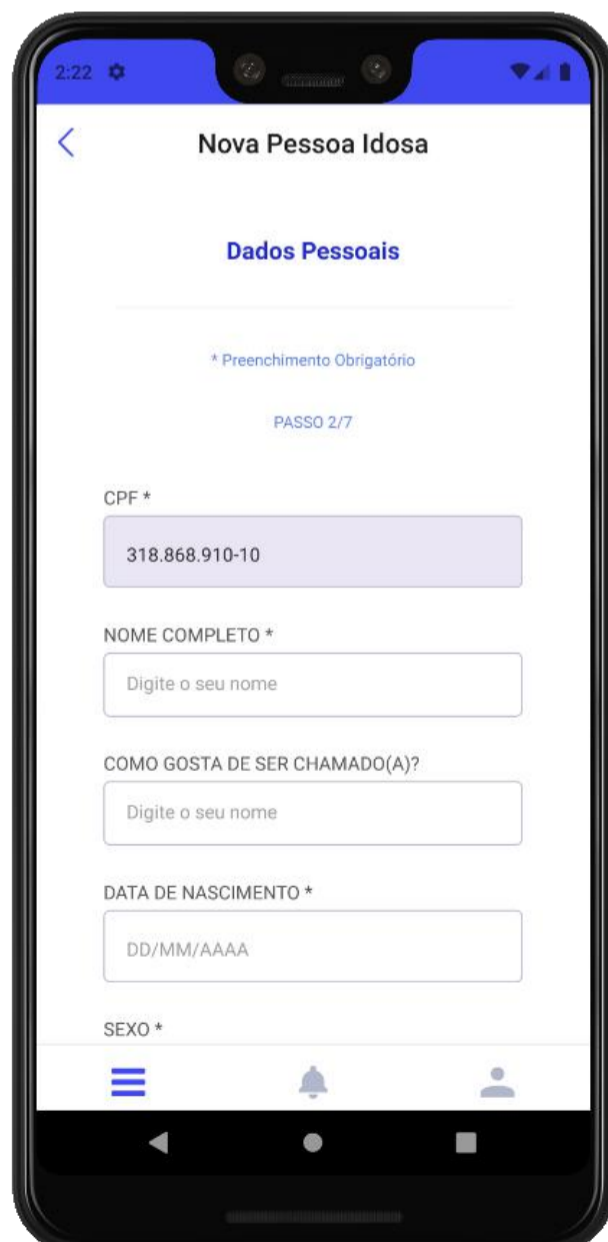 2:22
Nova Pessoa Idosa
Dados Pessoais
* Preenchimento Obrigatório
PASSO 2/7
CPF *
318.868.910-10
NOME COMPLETO *
Digite o seu nome
COMO GOSTA DE SER CHAMADO(A)?
Digite o seu nome
DATA DE NASCIMENTO *
DD/MM/AAAA
SEXO *